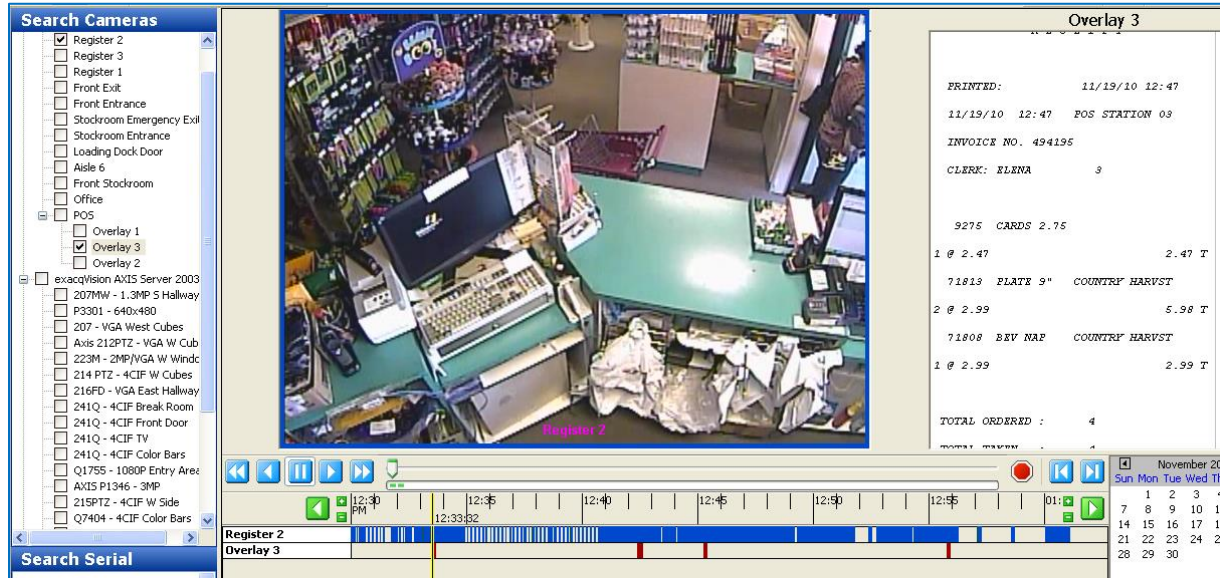 Search Cameras
Register 2
Register 3
Register 1
Front Exit
Front Entrance
Stockroom Emergency Exi
Stockroom Entrance
Loading Dock Door
Aisle 6
Front Stockroom
Office
POS
Overlay 1
Overlay 3
Overlay 2
exacqVision AXIS Server 2003
207MW - 1.3MP S Hallway
P3301 - 640x480
207 - VGA West Cubes
Axis 212PTZ - VGA W Cub
223M - 2MP/VGA W Windo
214 PTZ - 4CIF W Cubes
216FD - VGA East Hallway
241Q - 4CIF Break Room
241Q - 4CIF Front Door
241Q - 4CIF TV
241Q - 4CIF Color Bars
Q1755 - 1080P Entry Area
AXIS P1346 - 3MP
215PTZ - 4CIF W Side
Q7404 - 4CIF Color Bars
Search Serial
Register 2
Overlay 3
PRINTED: 11/19/10 12:47
11/19/10 12:47 POS STATION 03
INVOICE NO. 494195
CLERK: ELENA 3
9275 CARDS 2.75
1 @ 2.47 2.47 T
71813 PLATE 9" COUNTRY HARVST
2 @ 2.99 5.98 T
71808 BEV NAP COUNTRY HARVST
1 @ 2.99 2.99 T
TOTAL ORDERED : 4
12:30 PM 12:35 12:40 12:45 12:50 12:55 01:
12:33:32
Register 2
Overlay 3
November 20
Sun Mon Tue Wed Th
1 2 3 4
7 8 9 10 1
14 15 16 17 1
21 22 23 24 2
28 29 30